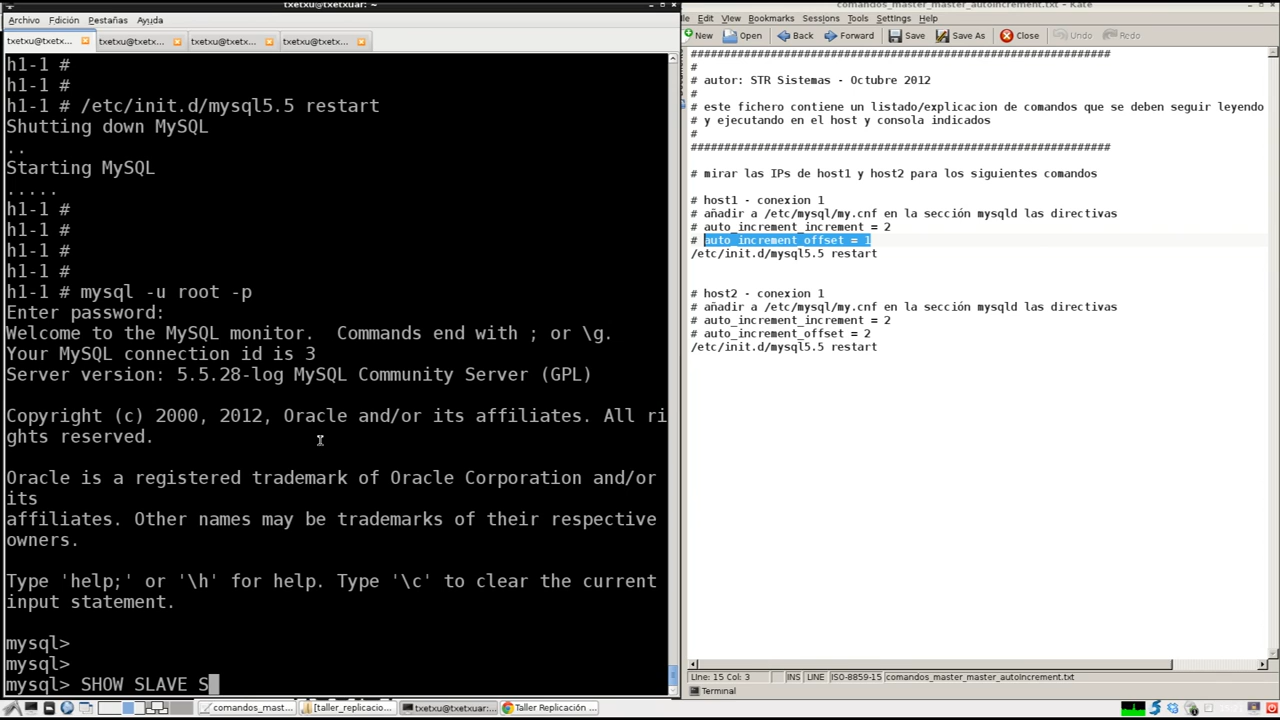 txetxu@txetxuar: ~
Archivo Edición Pestañas Ayuda
txetxu@txetx... txetxu@txetx... txetxu@txetx... txetxu@txetx...
h1-1 #
h1-1 #
h1-1 # /etc/init.d/mysql5.5 restart
Shutting down MySQL
..
Starting MySQL
.....
h1-1 #
h1-1 #
h1-1 #
h1-1 #
h1-1 # mysql -u root -p
Enter password:
Welcome to the MySQL monitor.  Commands end with ; or \g.
Your MySQL connection id is 3
Server version: 5.5.28-log MySQL Community Server (GPL)
Copyright (c) 2000, 2012, Oracle and/or its affiliates. All ri
ghts reserved.
Oracle is a registered trademark of Oracle Corporation and/or
its
affiliates. Other names may be trademarks of their respective
owners.
Type 'help;' or '\h' for help. Type '\c' to clear the current
input statement.
mysql>
mysql>
mysql> SHOW SLAVE S
comandos_master_master_autoincrement.txt - Kate
Edit View Bookmarks Sessions Tools Settings Help
New Open Back Forward Save Save As Close Undo Redo
###############################################################
#
# autor: STR Sistemas - Octubre 2012
#
# este fichero contiene un listado/explicacion de comandos que se deben seguir leyendo
# y ejecutando en el host y consola indicados
#
###############################################################
# mirar las IPs de host1 y host2 para los siguientes comandos
# host1 - conexion 1
# añadir a /etc/mysql/my.cnf en la sección mysqld las directivas
# auto_increment_increment = 2
# auto_increment_offset = 1
/etc/init.d/mysql5.5 restart
# host2 - conexion 1
# añadir a /etc/mysql/my.cnf en la sección mysqld las directivas
# auto_increment_increment = 2
# auto_increment_offset = 2
/etc/init.d/mysql5.5 restart
Line: 15 Col: 3 INS LINE ISO-8859-15 comandos_master_master_autoincrement.txt
Terminal
comandos_mast... [taller_replicacio... txetxu@txetxuar:... Taller Replicación ...